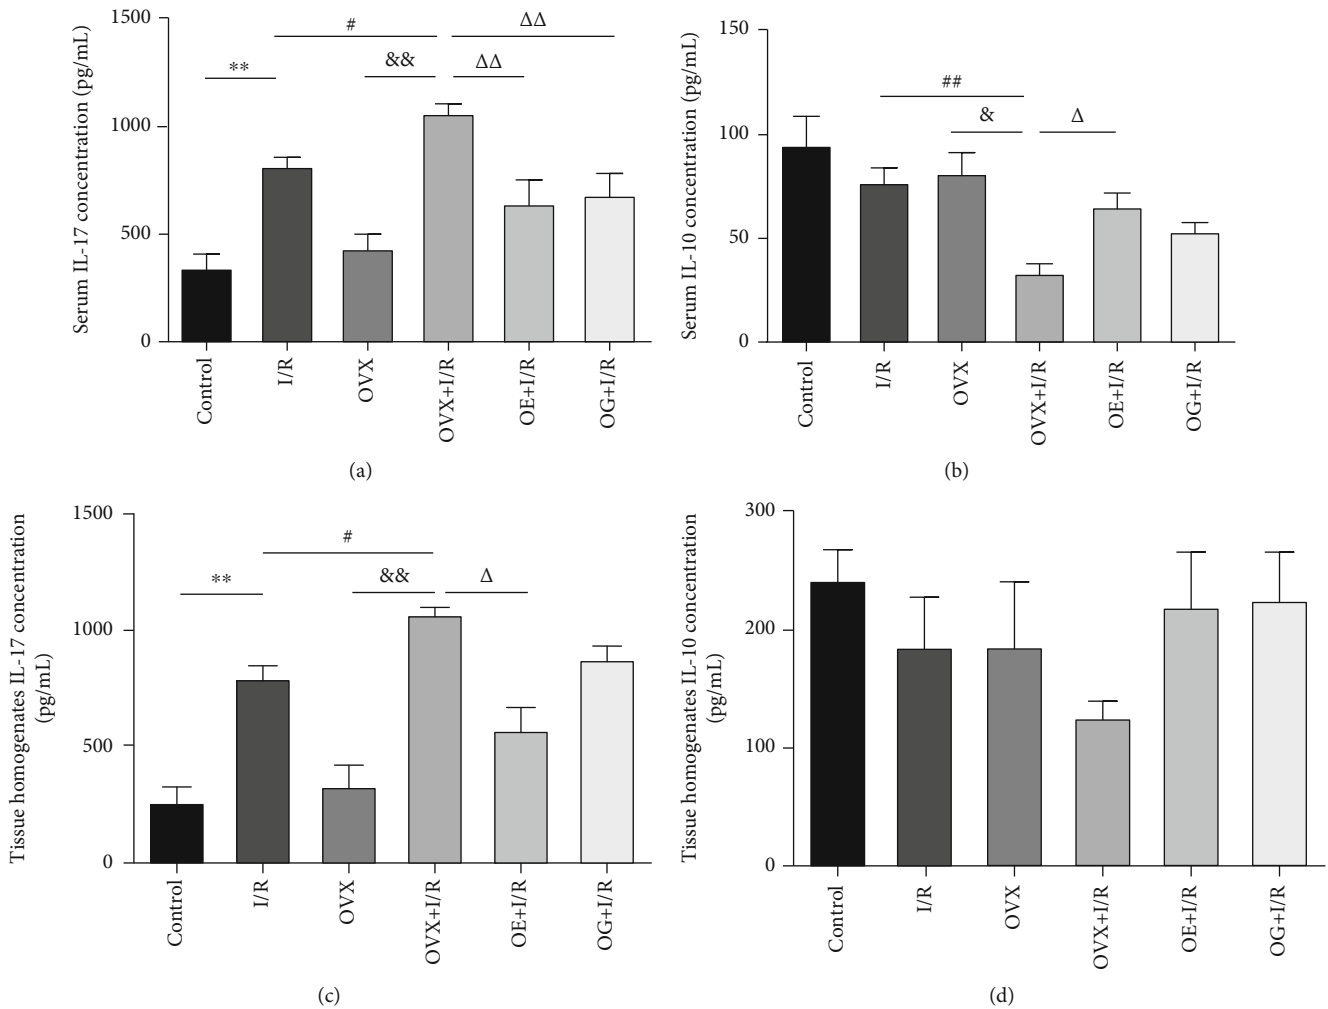 Serum IL-17 concentration (pg/mL)
1500
1000
500
0
**
#
&&
ΔΔ
ΔΔ
Control
I/R
OVX
OVX+I/R
OE+I/R
OG+I/R
(a)
Serum IL-10 concentration (pg/mL)
150
100
50
0
##
&
Δ
Control
I/R
OVX
OVX+I/R
OE+I/R
OG+I/R
(b)
Tissue homogenates IL-17 concentration
(pg/mL)
1500
1000
500
0
**
#
&&
Δ
Control
I/R
OVX
OVX+I/R
OE+I/R
OG+I/R
(c)
Tissue homogenates IL-10 concentration
(pg/mL)
300
200
100
0
Control
I/R
OVX
OVX+I/R
OE+I/R
OG+I/R
(d)